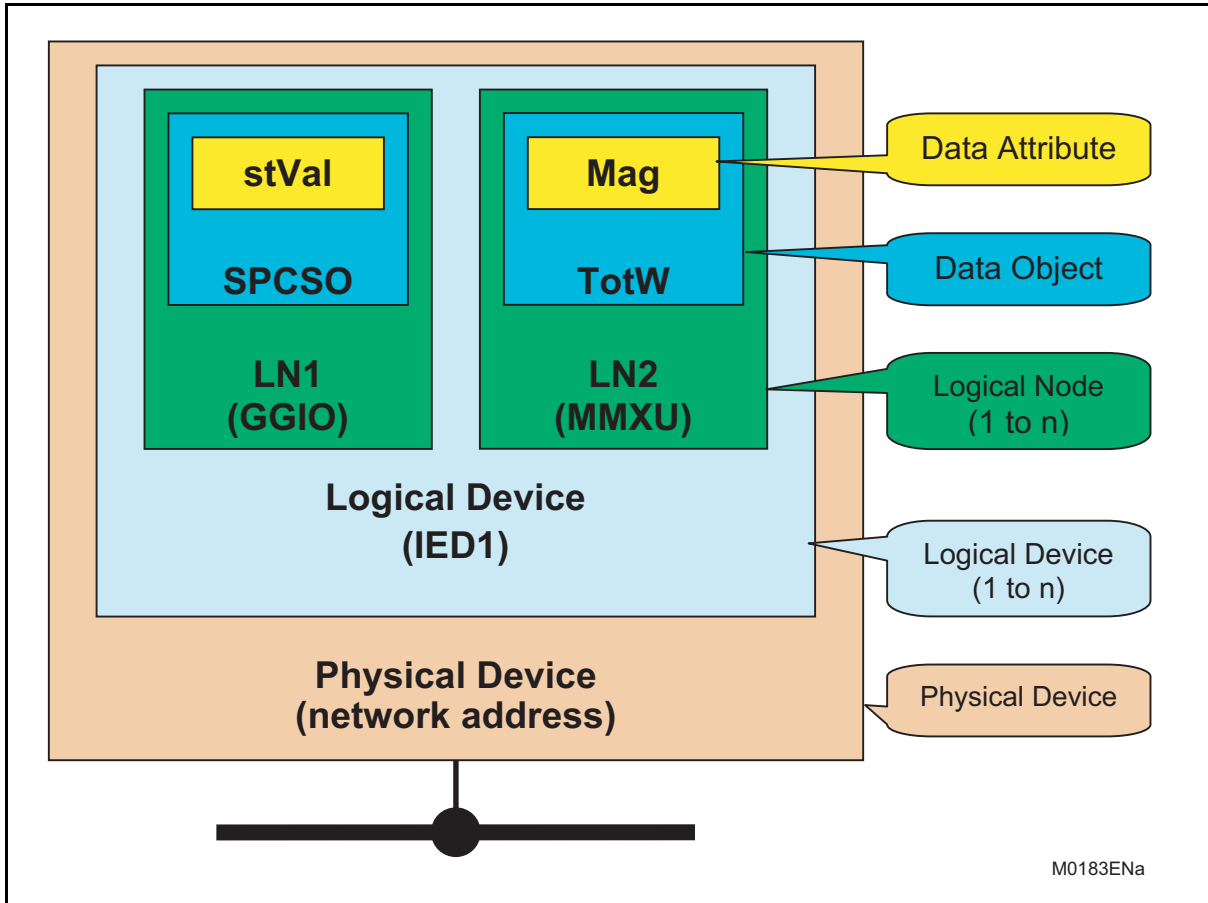 stVal
SPCSO
LN1
(GGIO)
Mag
TotW
LN2
(MMXU)
Logical Device
(IED1)
Physical Device
(network address)
Data Attribute
Data Object
Logical Node
(1 to n)
Logical Device
(1 to n)
Physical Device
M0183ENa